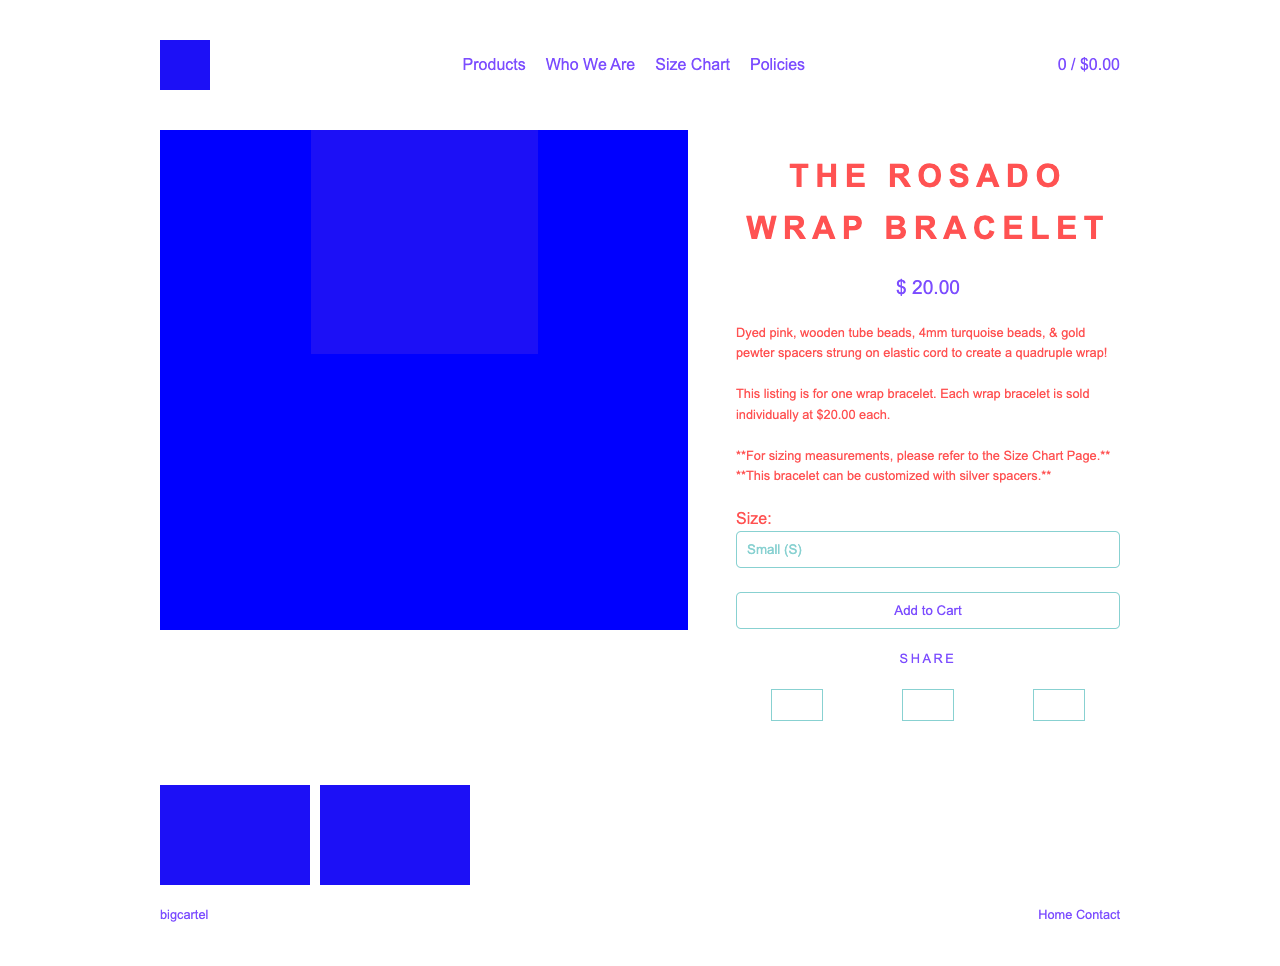 Products Who We Are Size Chart Policies 0 / $0.00
THE ROSADO
WRAP BRACELET
$ 20.00
Dyed pink, wooden tube beads, 4mm turquoise beads, & gold
pewter spacers strung on elastic cord to create a quadruple wrap!
This listing is for one wrap bracelet. Each wrap bracelet is sold
individually at $20.00 each.
**For sizing measurements, please refer to the Size Chart Page.**
**This bracelet can be customized with silver spacers.**
Size:
Small (S)
Add to Cart
SHARE
bigcartel Home Contact